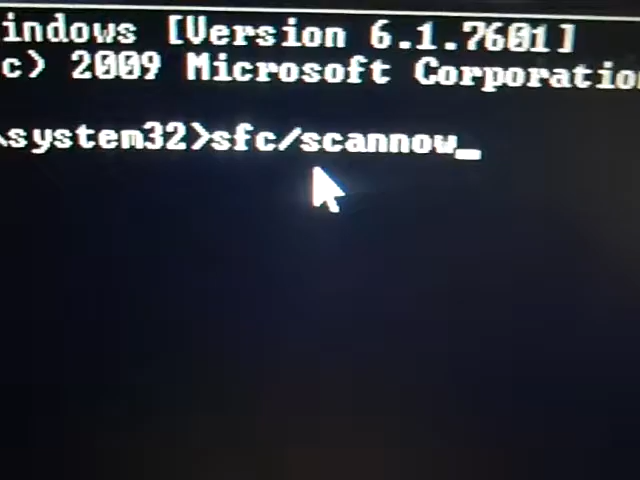 indows [Version 6.1.7601]
c) 2009 Microsoft Corporatio
\system32>sfc/scannow_